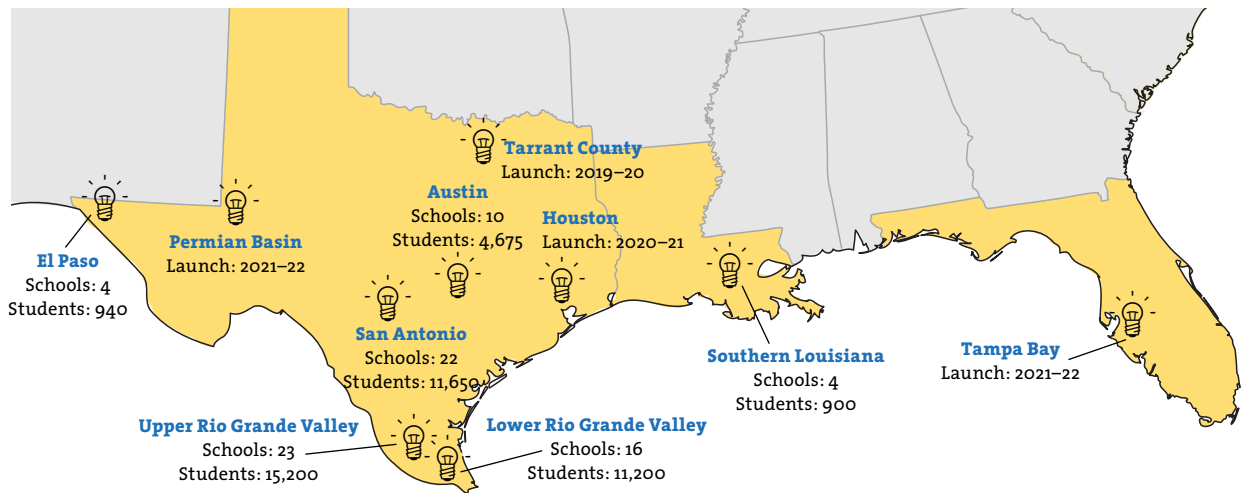 Tarrant County
Launch: 2019–20
Austin
Schools: 10
Students: 4,675
Houston
Launch: 2020–21
Permian Basin
Launch: 2021–22
El Paso
Schools: 4
Students: 940
San Antonio
Schools: 22
Students: 11,650
Southern Louisiana
Schools: 4
Students: 900
Tampa Bay
Launch: 2021–22
Upper Rio Grande Valley
Schools: 23
Students: 15,200
Lower Rio Grande Valley
Schools: 16
Students: 11,200